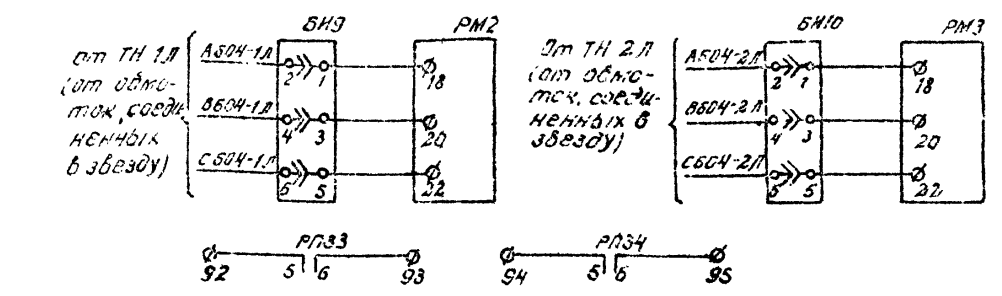 БИ9 РМ2
От ТН 1Л
(от обмо-
ток, соеди-
ненных
в звезду)
А604-1Л 2 1 18
В604-1Л 4 3 20
С604-1Л 6 5 22
БИ10 РМ3
От ТН 2Л
(от обмо-
ток, соеди-
ненных в
звезду)
А604-2Л 2 1 18
В604-2Л 4 3 20
С604-2Л 6 5 22
РП33
92 5 6 93
РП34
94 5 6 95